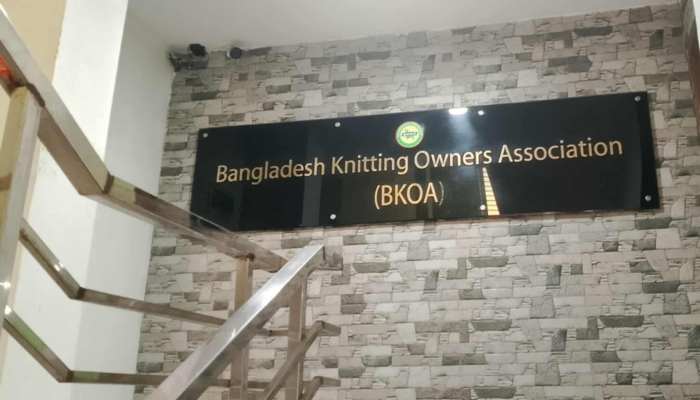 Bangladesh Knitting Owners Association
(BKOA)